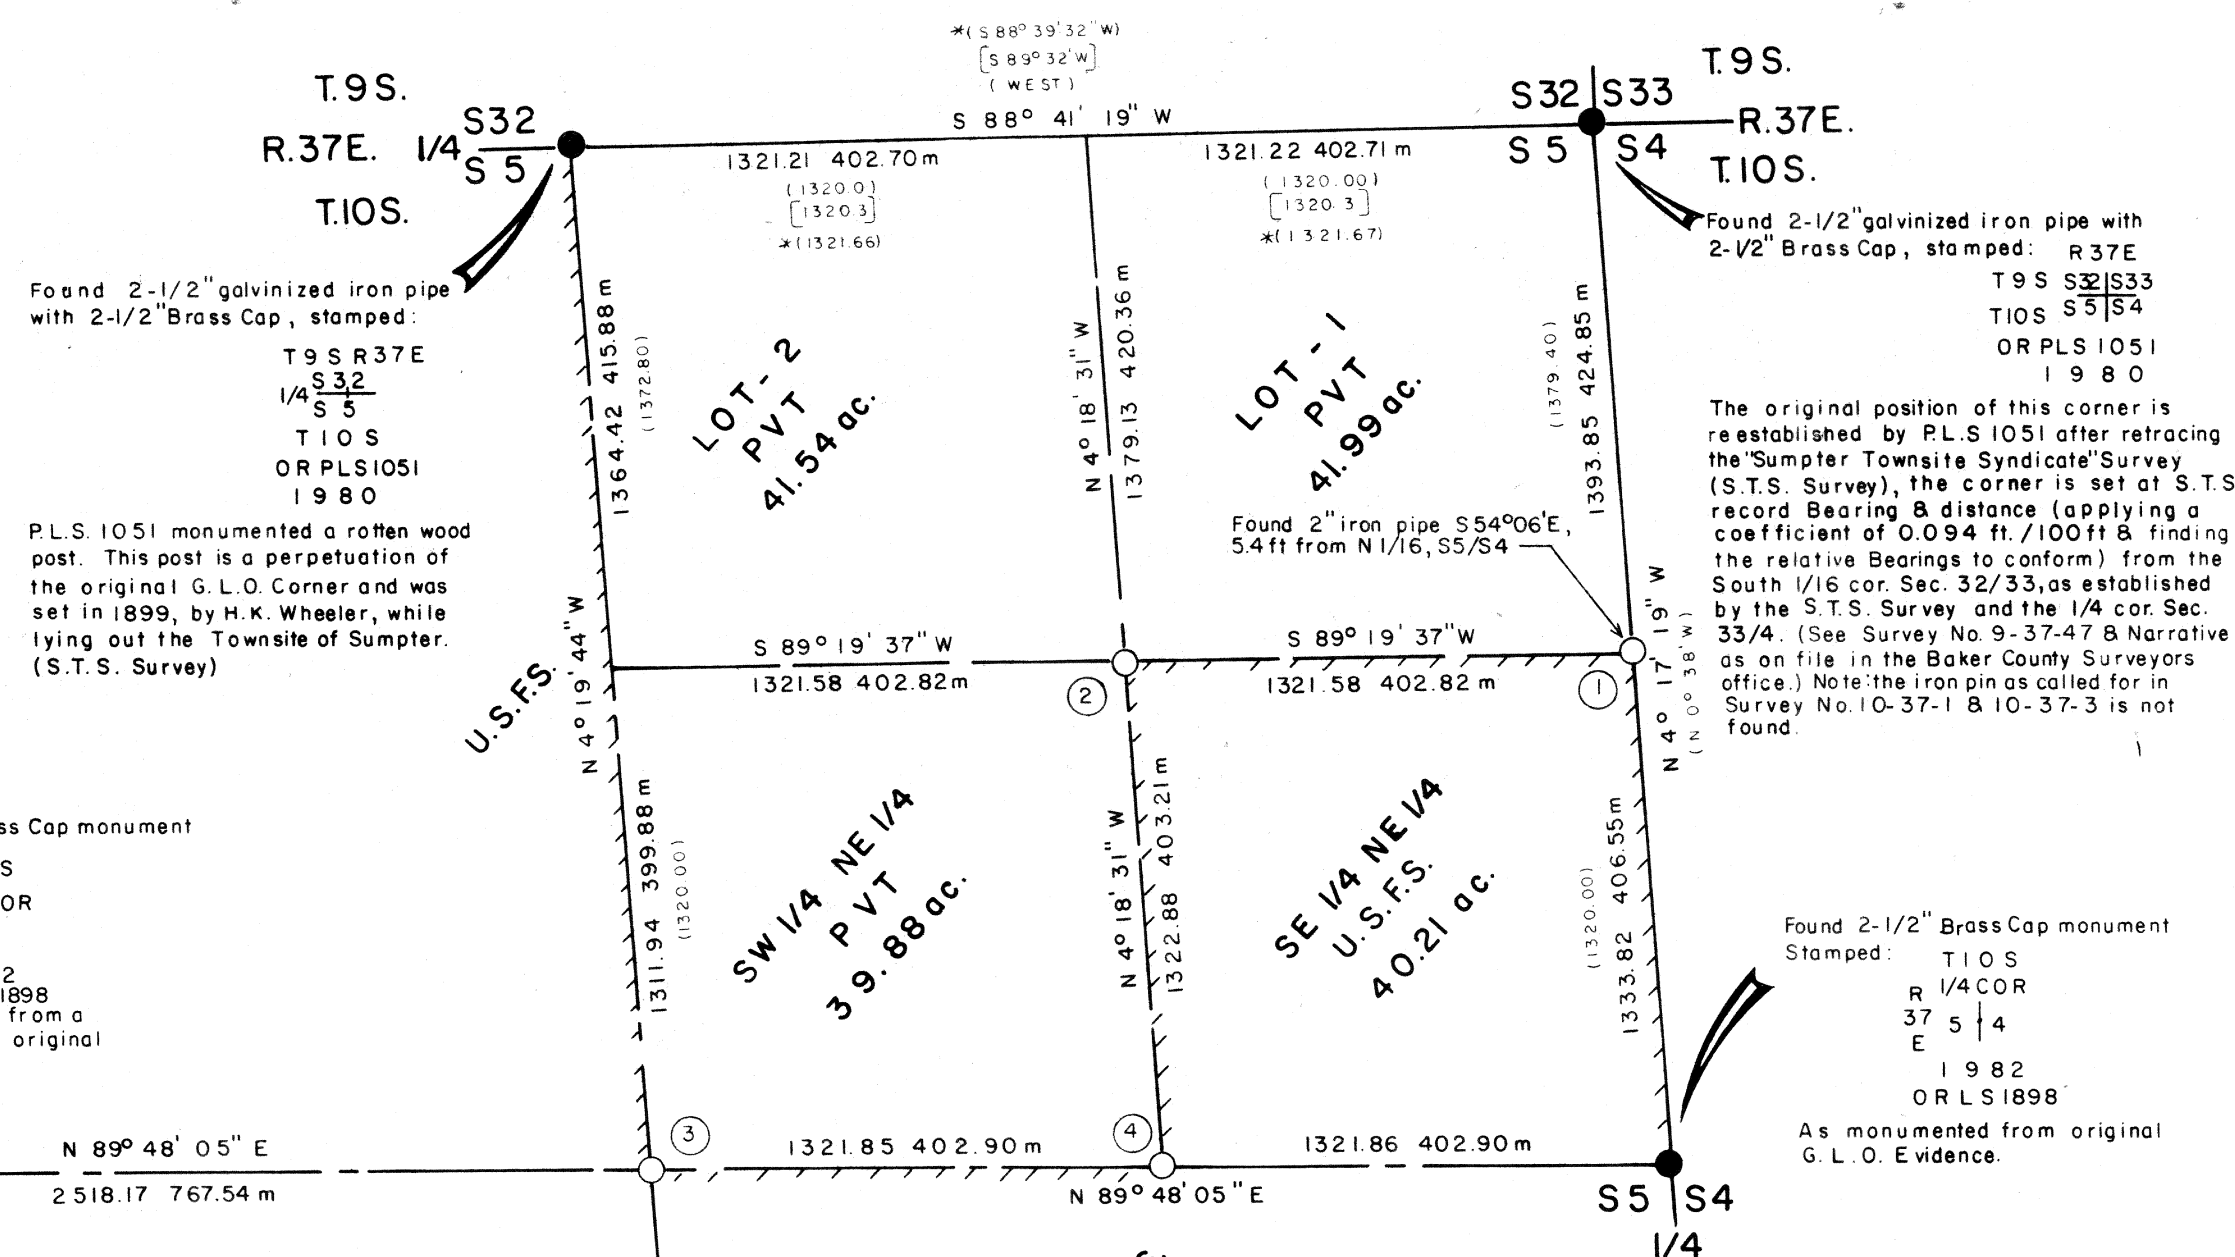 *(S 88° 39' 32" W)
[S 89° 32' W]
(WEST)
S 88° 41' 19" W
T.9S.
S32
R.37E. 1/4
S 5
T.10S.
S32 S33
T.9S.
R.37E.
S 5 S4
T.10S.
1321.21 402.70m
(1320.0)
[1320.3]
*(1321.66)
1321.22 402.71m
(1320.00)
[1320.3]
*(1321.67)
Found 2-1/2" galvinized iron pipe
with 2-1/2" Brass Cap, stamped:
T9S R37E
S 32
1/4
S 5
T10S
OR PLS1051
1980
P.L.S. 1051 monumented a rotten wood
post. This post is a perpetuation of
the original G.L.O. Corner and was
set in 1899, by H.K. Wheeler, while
lying out the Townsite of Sumpter.
(S.T.S. Survey)
Found 2-1/2" galvinized iron pipe with
2-1/2" Brass Cap, stamped:
R37E
T9S S32 S33
T10S S5 S4
OR PLS 1051
1980
The original position of this corner is
reestablished by P.L.S 1051 after retracing
the "Sumpter Townsite Syndicate" Survey
(S.T.S. Survey), the corner is set at S.T.S
record Bearing & distance (applying a
coefficient of 0.094 ft./100ft & finding
the relative Bearings to conform) from the
South 1/16 cor. Sec. 32/33, as established
by the S.T.S. Survey and the 1/4 cor. Sec.
33/4. (See Survey No. 9-37-47 & Narrative
as on file in the Baker County Surveyors
office.) Note: the iron pin as called for in
Survey No. 10-37-1 & 10-37-3 is not
found.
1364.42 415.88m
(1372.80)
LOT-2
PVT
41.54 ac.
N 4° 18' 31" W
1379.13 420.36m
LOT-1
PVT
41.99 ac.
(1379.40)
1393.85 424.85m
Found 2" iron pipe S 54°06'E,
5.4ft from N 1/16, S5/S4
U.S.F.S.
N 4° 19' 44" W
S 89° 19' 37" W
1321.58 402.82m
2
S 89° 19' 37" W
1321.58 402.82m
1
N 4° 17' 19" W
(N 0° 38' W)
1311.94 399.88m
(1320.00)
SW 1/4 NE 1/4
PVT
39.88 ac.
N 4° 18' 31" W
1322.88 403.21m
SE 1/4 NE 1/4
U.S.F.S.
40.21 ac.
(1320.00)
1333.82 406.55m
ss Cap monument
S
OR
2
1898
from a
original
Found 2-1/2" Brass Cap monument
Stamped:
T10S
1/4 COR
R
37 5 4
E
1982
OR LS1898
As monumented from original
G.L.O. Evidence.
N 89° 48' 05" E
2518.17 767.54m
3
1321.85 402.90m
4
1321.86 402.90m
N 89° 48' 05" E
S5 S4
1/4